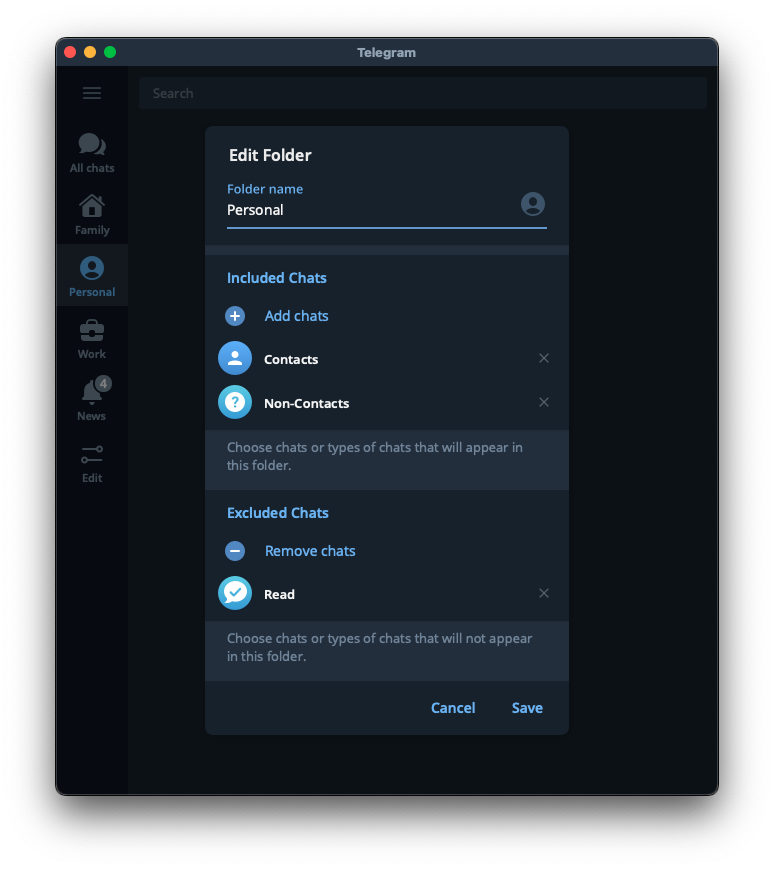 Telegram
Search
All chats
Family
Personal
Work
4
News
Edit
Edit Folder
Folder name
Personal
Included Chats
Add chats
Contacts
Non-Contacts
Choose chats or types of chats that will appear in
this folder.
Excluded Chats
Remove chats
Read
Choose chats or types of chats that will not appear
in this folder.
Cancel Save